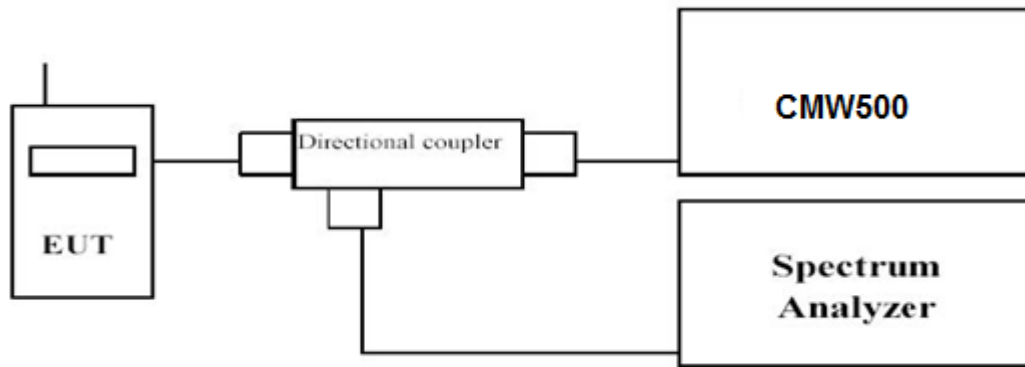 EUT
Directional coupler
CMW500
Spectrum
Analyzer